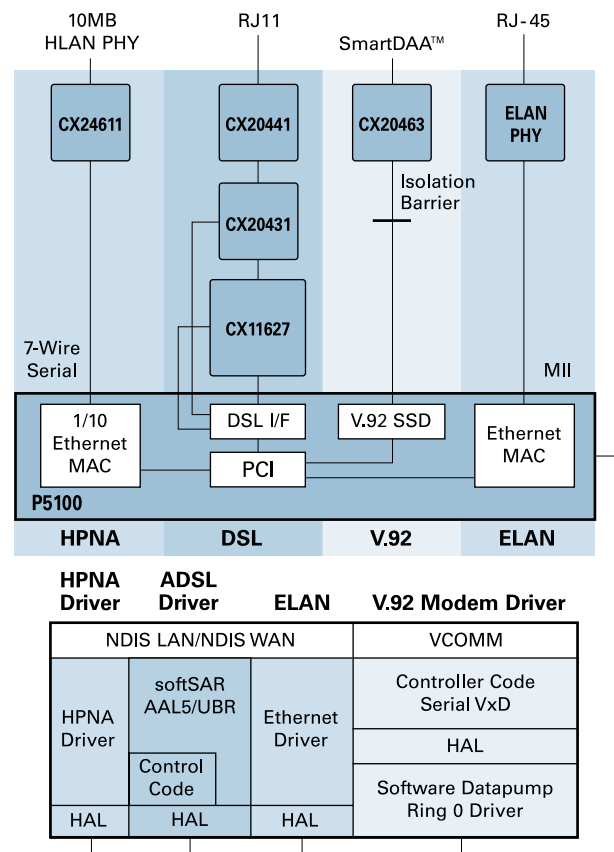 10MB
HLAN PHY
RJ11
SmartDAA™
RJ-45
CX24611
CX20441
CX20463
ELAN
PHY
Isolation
Barrier
CX20431
CX11627
7-Wire
Serial
MII
1/10
Ethernet
MAC
DSL I/F
V.92 SSD
Ethernet
MAC
PCI
P5100
HPNA
DSL
V.92
ELAN
HPNA
Driver
ADSL
Driver
ELAN
V.92 Modem Driver
NDIS LAN/NDIS WAN
VCOMM
HPNA
Driver
softSAR
AAL5/UBR
Control
Code
Ethernet
Driver
Controller Code
Serial VxD
HAL
Software Datapump
Ring 0 Driver
HAL
HAL
HAL